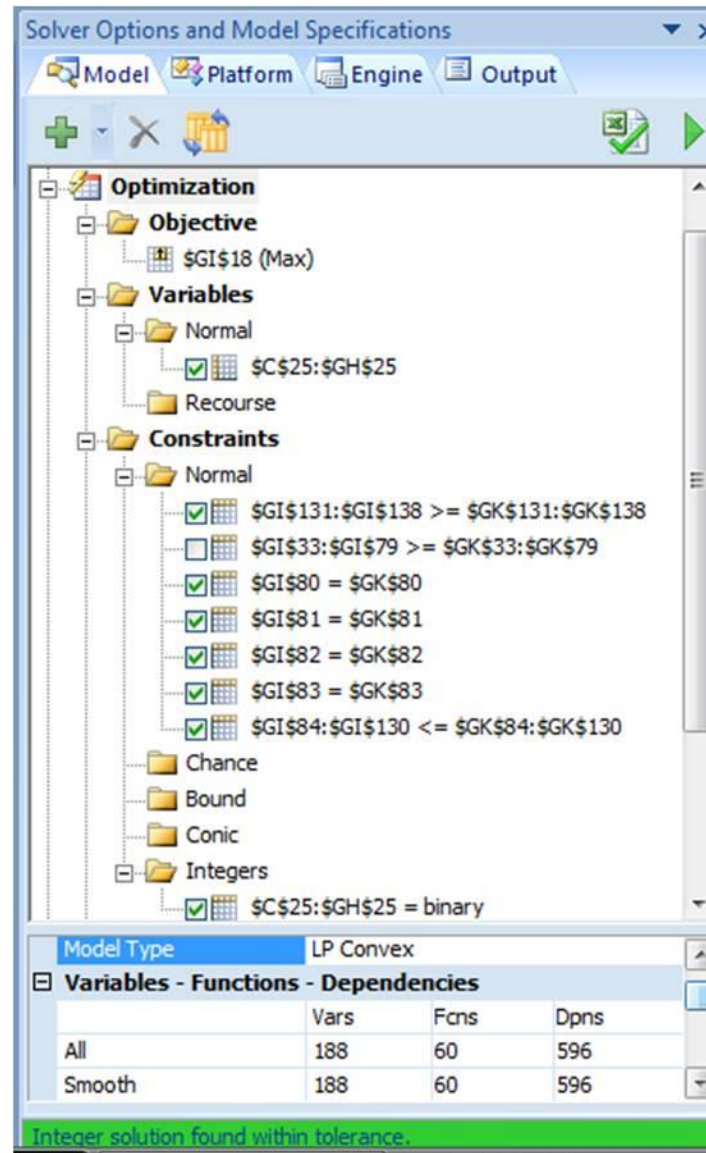 Solver Options and Model Specifications
Model Platform Engine Output
Optimization
Objective
$GI$18 (Max)
Variables
Normal
$C$25:$GH$25
Recourse
Constraints
Normal
$GI$131:$GI$138 >= $GK$131:$GK$138
$GI$33:$GI$79 >= $GK$33:$GK$79
$GI$80 = $GK$80
$GI$81 = $GK$81
$GI$82 = $GK$82
$GI$83 = $GK$83
$GI$84:$GI$130 <= $GK$84:$GK$130
Chance
Bound
Conic
Integers
$C$25:$GH$25 = binary
Model Type LP Convex
Variables - Functions - Dependencies
Vars Fcns Dpns
All 188 60 596
Smooth 188 60 596
Integer solution found within tolerance.